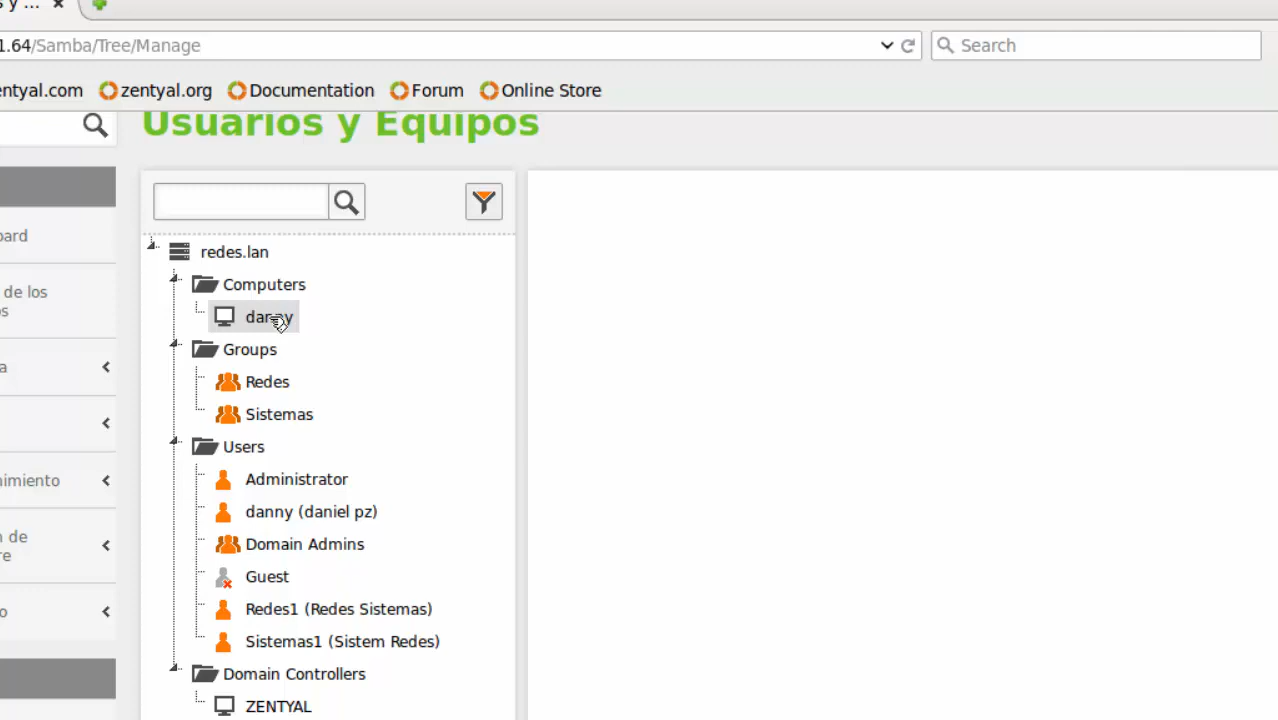 s y ...
1.64/Samba/Tree/Manage
Search
entyal.com
zentyal.org
Documentation
Forum
Online Store
Usuarios y Equipos
oard
de los
s
a
imiento
n de
re
o
redes.lan
Computers
danny
Groups
Redes
Sistemas
Users
Administrator
danny (daniel pz)
Domain Admins
Guest
Redes1 (Redes Sistemas)
Sistemas1 (Sistem Redes)
Domain Controllers
ZENTYAL